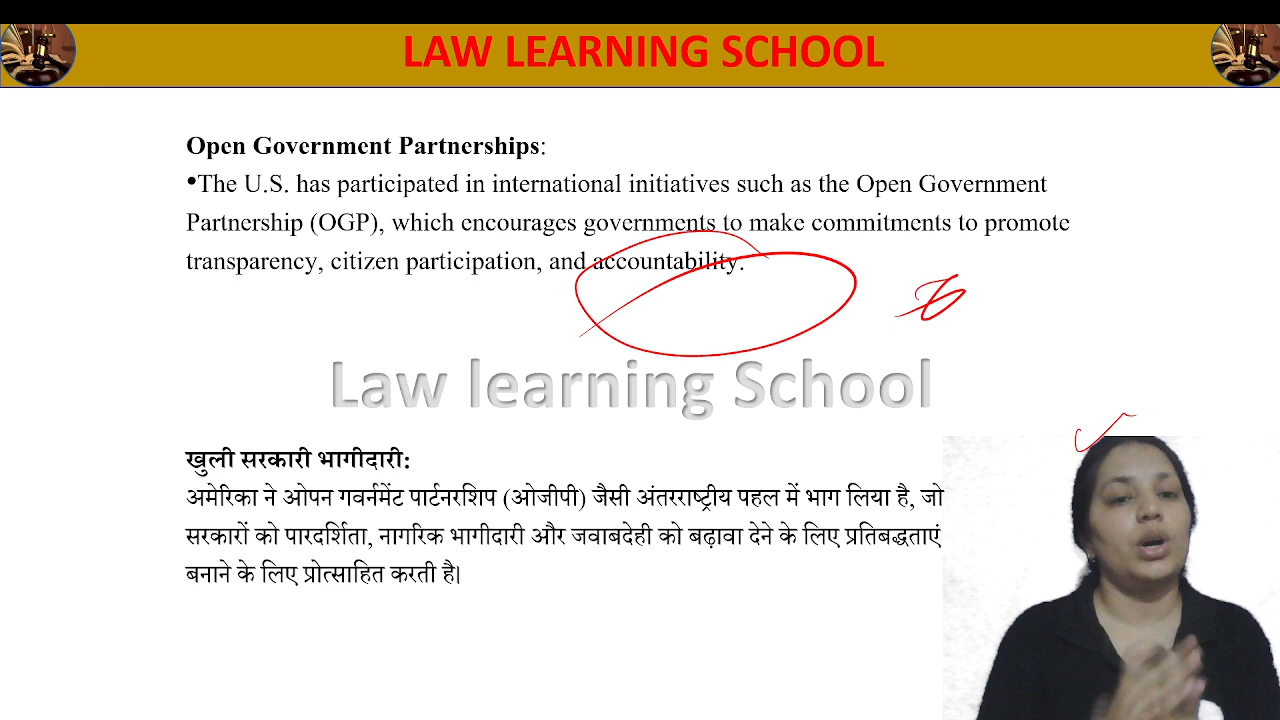 LAW LEARNING SCHOOL
Open Government Partnerships:
•The U.S. has participated in international initiatives such as the Open Government
Partnership (OGP), which encourages governments to make commitments to promote
transparency, citizen participation, and accountability.
Law learning School
खुली सरकारी भागीदारी:
अमेरिका ने ओपन गवर्नमेंट पार्टनरशिप (ओजीपी) जैसी अंतरराष्ट्रीय पहल में भाग लिया है, जो
सरकारों को पारदर्शिता, नागरिक भागीदारी और जवाबदेही को बढ़ावा देने के लिए प्रतिबद्धताएं
बनाने के लिए प्रोत्साहित करती है।